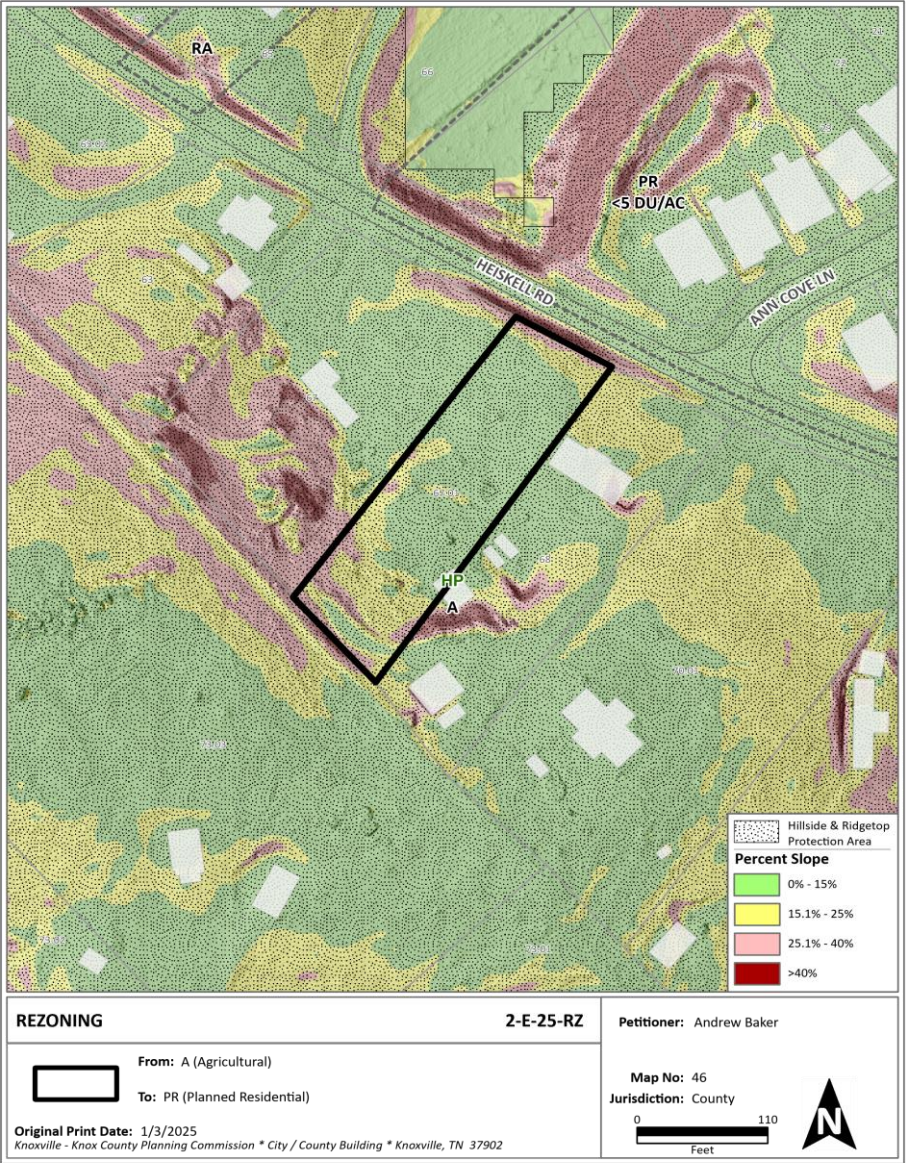 RA
66
PR
<5 DU/AC
HEISKELL RD
ANN COVE LN
63
HP
A
Hillside & Ridgetop
Protection Area
Percent Slope
0% - 15%
15.1% - 25%
25.1% - 40%
>40%
REZONING
2-E-25-RZ
From: A (Agricultural)
To: PR (Planned Residential)
Original Print Date: 1/3/2025
Knoxville - Knox County Planning Commission * City / County Building * Knoxville, TN 37902
Petitioner: Andrew Baker
Map No: 46
Jurisdiction: County
0 110
Feet
N